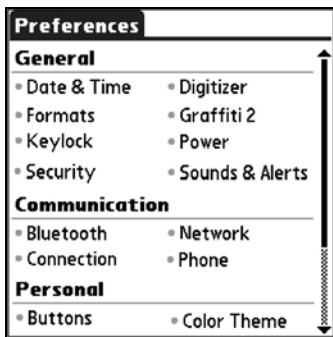 Preferences
General
• Date & Time • Digitizer
• Formats • Graffiti 2
• Keylock • Power
• Security • Sounds & Alerts
Communication
• Bluetooth • Network
• Connection • Phone
Personal
• Buttons • Color Theme